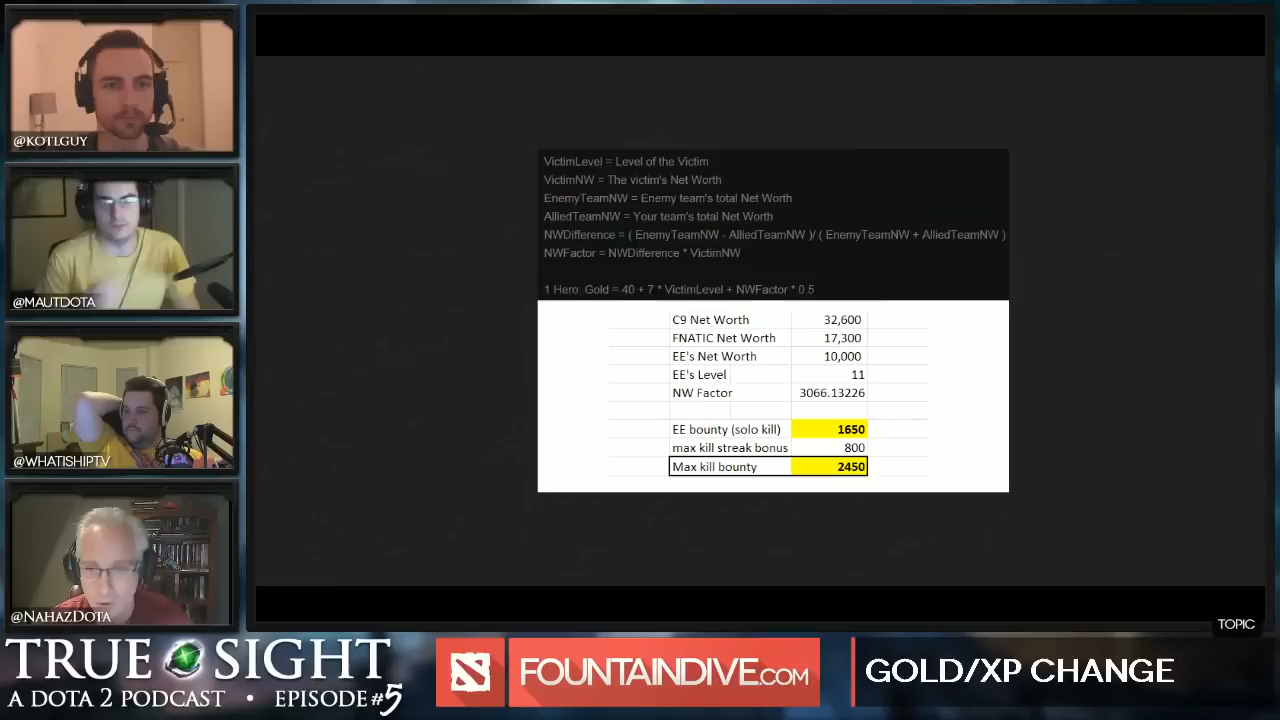 @KOTLGUY
@MAUTDOTA
@WHATISHIPTV
@NAHAZDOTA
VictimLevel = Level of the Victim
VictimNW = The victim's Net Worth
EnemyTeamNW = Enemy team's total Net Worth
AlliedTeamNW = Your team's total Net Worth
NWDifference = ( EnemyTeamNW - AlliedTeamNW )/ ( EnemyTeamNW + AlliedTeamNW )
NWFactor = NWDifference * VictimNW
1 Hero: Gold = 40 + 7 * VictimLevel + NWFactor * 0.5
C9 Net Worth 32,600
FNATIC Net Worth 17,300
EE's Net Worth 10,000
EE's Level 11
NW Factor 3066.13226
EE bounty (solo kill) 1650
max kill streak bonus 800
Max kill bounty 2450
TOPIC
TRUE SIGHT
A DOTA 2 PODCAST • EPISODE #5
FOUNTAINDIVE.COM
GOLD/XP CHANGE